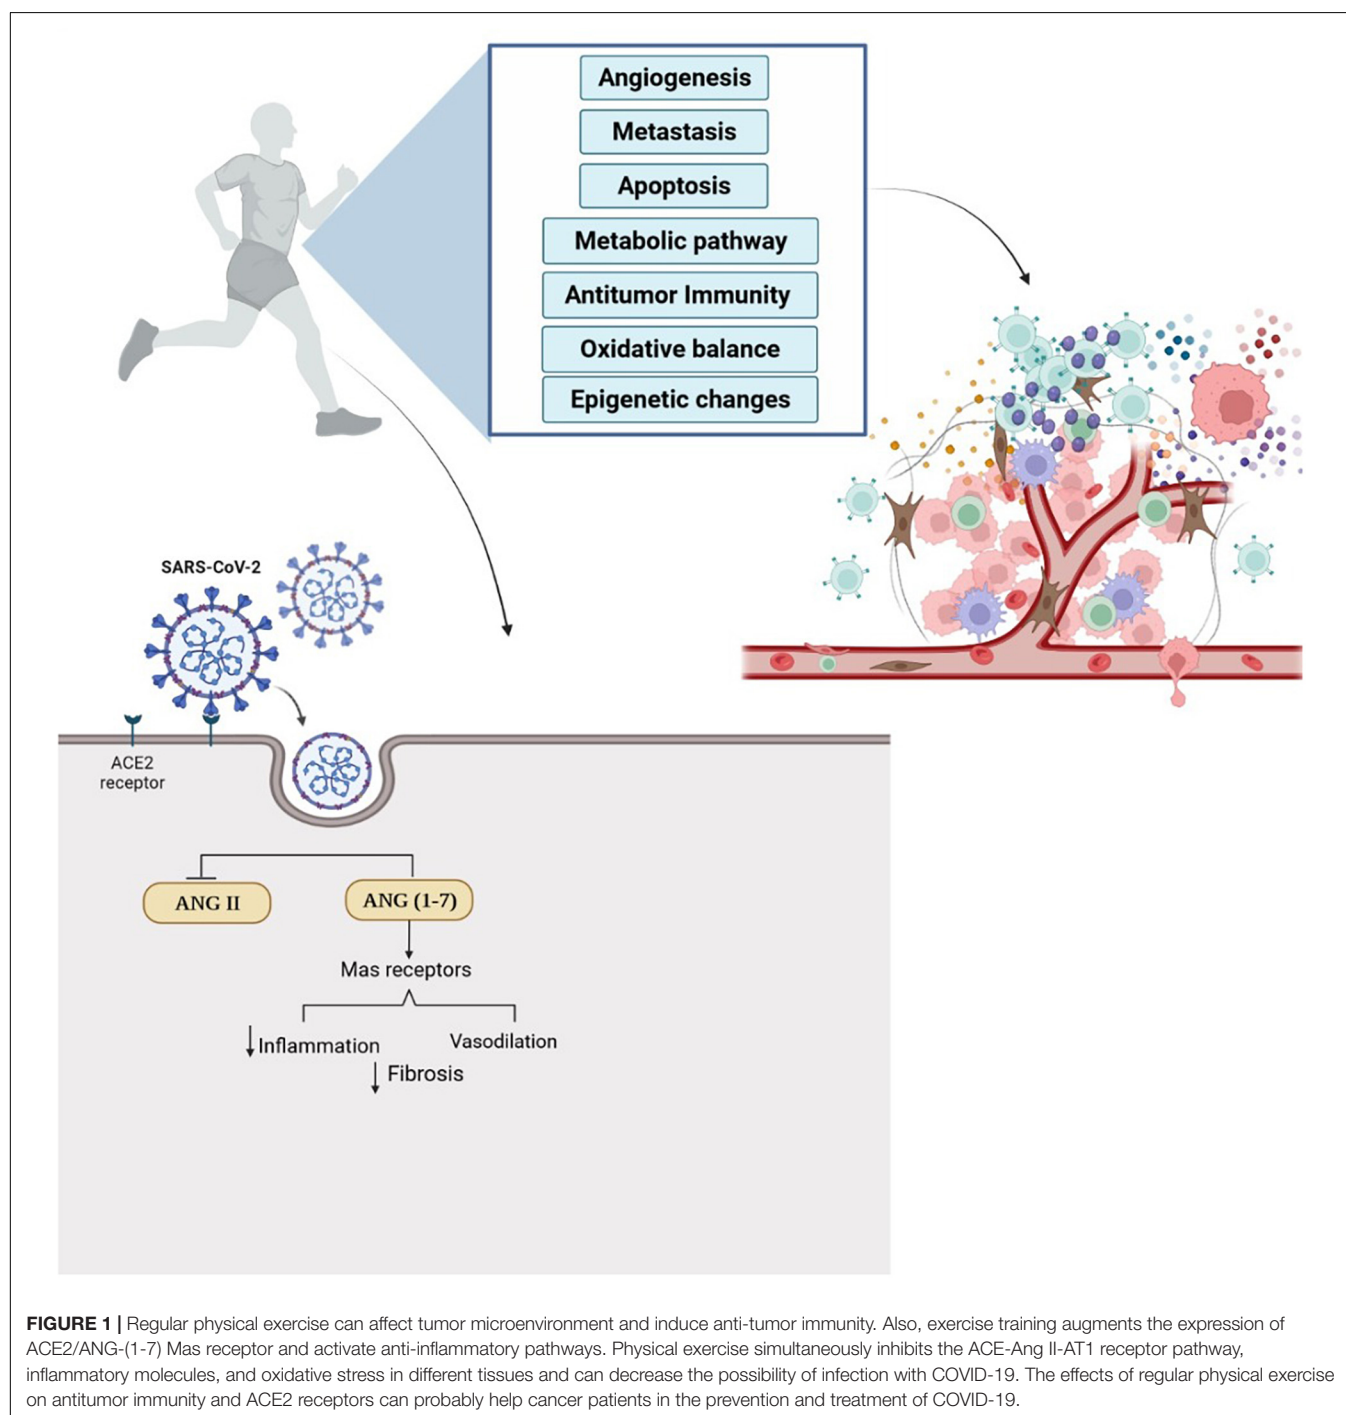 Angiogenesis
Metastasis
Apoptosis
Metabolic pathway
Antitumor Immunity
Oxidative balance
Epigenetic changes
SARS-CoV-2
ACE2
receptor
ANG II
ANG (1-7)
Mas receptors
↓Inflammation
Vasodilation
↓ Fibrosis
FIGURE 1 | Regular physical exercise can affect tumor microenvironment and induce anti-tumor immunity. Also, exercise training augments the expression of
ACE2/ANG-(1-7) Mas receptor and activate anti-inflammatory pathways. Physical exercise simultaneously inhibits the ACE-Ang II-AT1 receptor pathway,
inflammatory molecules, and oxidative stress in different tissues and can decrease the possibility of infection with COVID-19. The effects of regular physical exercise
on antitumor immunity and ACE2 receptors can probably help cancer patients in the prevention and treatment of COVID-19.